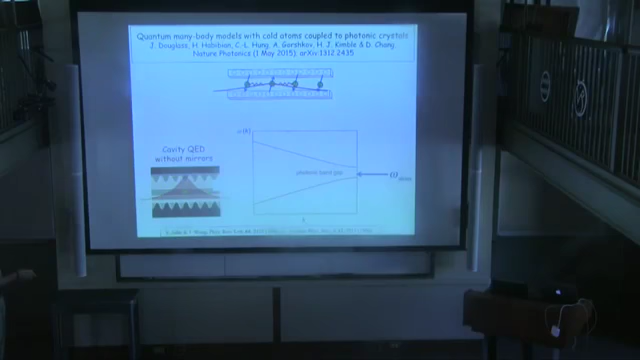 Quantum many-body models with cold atoms coupled to photonic crystals
J. Douglass, H. Habibian, C.-L. Hung, A. Gorshkov, H. J. Kimble & D. Chang
Nature Photonics (1 May 2015); arXiv:1312.2435
ω(k)
Cavity QED
without mirrors
photonic band gap
ω
k